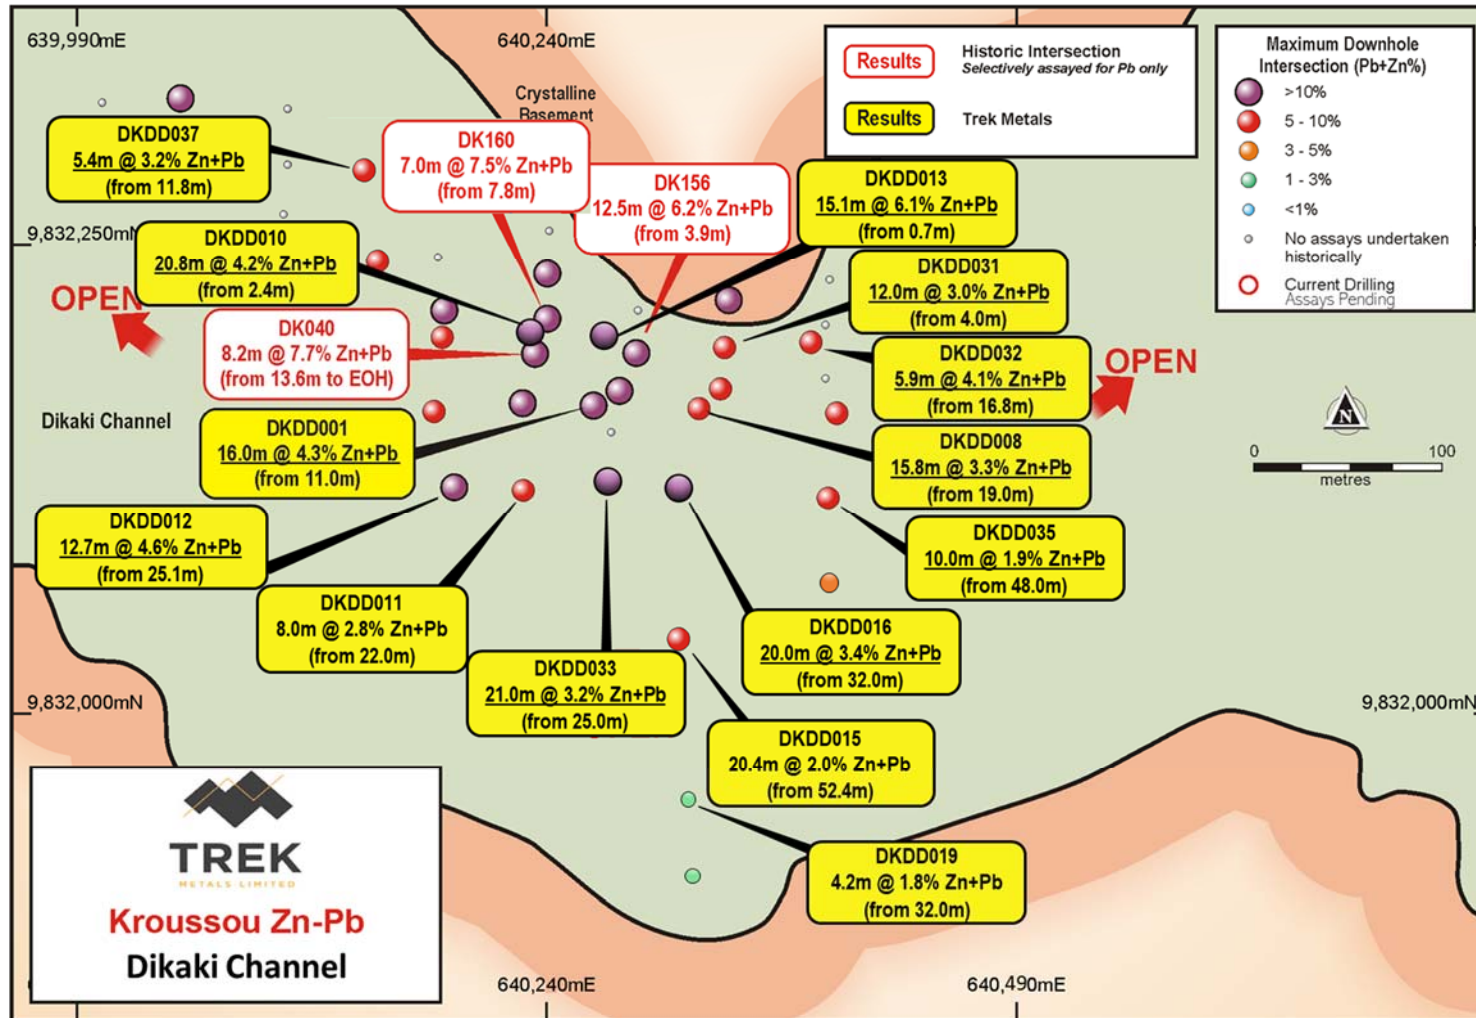 639,990mE
640,240mE
Results
Historic Intersection
Selectively assayed for Pb only
Results
Trek Metals
Maximum Downhole
Intersection (Pb+Zn%)
>10%
5 - 10%
3 - 5%
1 - 3%
<1%
No assays undertaken
historically
Current Drilling
Assays Pending
Crystalline
Basement
DKDD037
5.4m @ 3.2% Zn+Pb
(from 11.8m)
DK160
7.0m @ 7.5% Zn+Pb
(from 7.8m)
DK156
12.5m @ 6.2% Zn+Pb
(from 3.9m)
DKDD013
15.1m @ 6.1% Zn+Pb
(from 0.7m)
9,832,250mN
DKDD010
20.8m @ 4.2% Zn+Pb
(from 2.4m)
DKDD031
12.0m @ 3.0% Zn+Pb
(from 4.0m)
OPEN
DK040
8.2m @ 7.7% Zn+Pb
(from 13.6m to EOH)
DKDD032
5.9m @ 4.1% Zn+Pb
(from 16.8m)
OPEN
Dikaki Channel
DKDD001
16.0m @ 4.3% Zn+Pb
(from 11.0m)
DKDD008
15.8m @ 3.3% Zn+Pb
(from 19.0m)
N
0
100
metres
DKDD012
12.7m @ 4.6% Zn+Pb
(from 25.1m)
DKDD035
10.0m @ 1.9% Zn+Pb
(from 48.0m)
DKDD011
8.0m @ 2.8% Zn+Pb
(from 22.0m)
DKDD016
20.0m @ 3.4% Zn+Pb
(from 32.0m)
DKDD033
21.0m @ 3.2% Zn+Pb
(from 25.0m)
9,832,000mN
9,832,000mN
DKDD015
20.4m @ 2.0% Zn+Pb
(from 52.4m)
DKDD019
4.2m @ 1.8% Zn+Pb
(from 32.0m)
TREK
METALS LIMITED
Kroussou Zn-Pb
Dikaki Channel
640,240mE
640,490mE